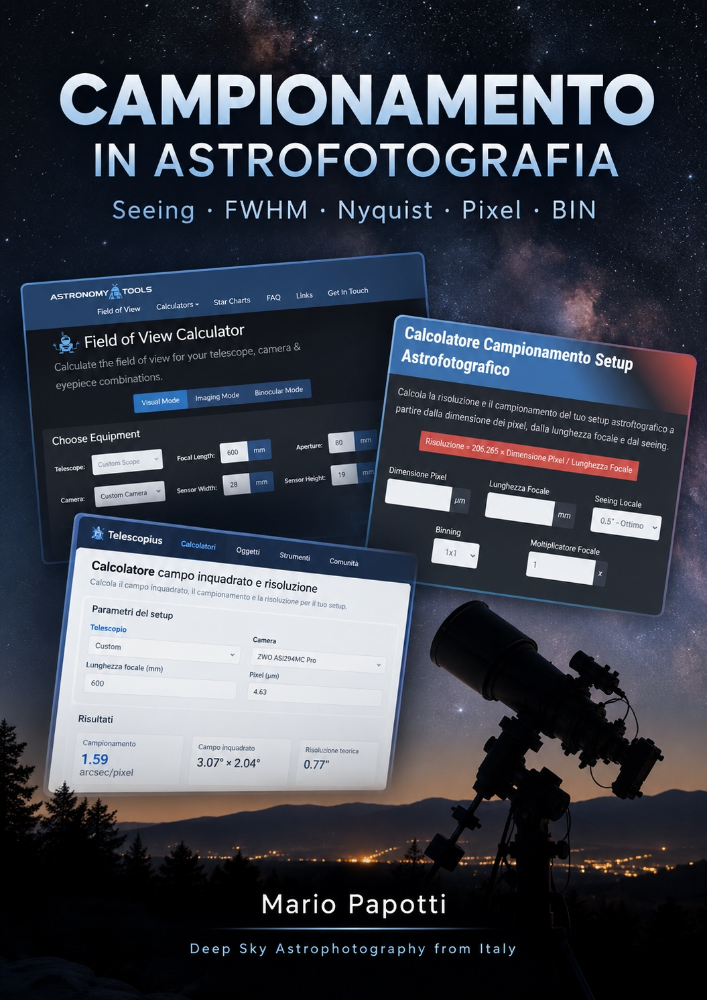 CAMPIONAMENTO
IN ASTROFOTOGRAFIA
Seeing · FWHM · Nyquist · Pixel · BIN
ASTRONOMY TOOLS
Field of View Calculators Star Charts FAQ Links Get In Touch
Field of View Calculator
Calculate the field of view for your telescope, camera &
eyepiece combinations.
Visual Mode Imaging Mode Binocular Mode
Choose Equipment
Telescope: Custom Scope Focal Length: 600 mm Aperture: 80 mm
Camera: Custom Camera Sensor Width: 28 mm Sensor Height: 19 mm
Calcolatore Campionamento Setup
Astrofotografico
Calcola la risoluzione e il campionamento del tuo setup astroftografico a
partire dalla dimensione dei pixel, dalla lunghezza focale e dal seeing.
Risoluzione = 206.265 x Dimensione Pixel / Lunghezza Focale
Dimensione Pixel Lunghezza Focale Seeing Locale
µm mm 0.5" - Ottimo
Binning Moltiplicatore Focale
1x1 1 x
Telescopius Calcolatori Oggetti Strumenti Comunità
Calcolatore campo inquadrato e risoluzione
Calcola il campo inquadrato, il campionamento e la risoluzione per il tuo setup.
Parametri del setup
Telescopio Camera
Custom ZWO ASI294MC Pro
Lunghezza focale (mm) Pixel (µm)
600 4.63
Risultati
Campionamento Campo inquadrato Risoluzione teorica
1.59 3.07° × 2.04° 0.77"
arcsec/pixel
Mario Papotti
Deep Sky Astrophotography from Italy